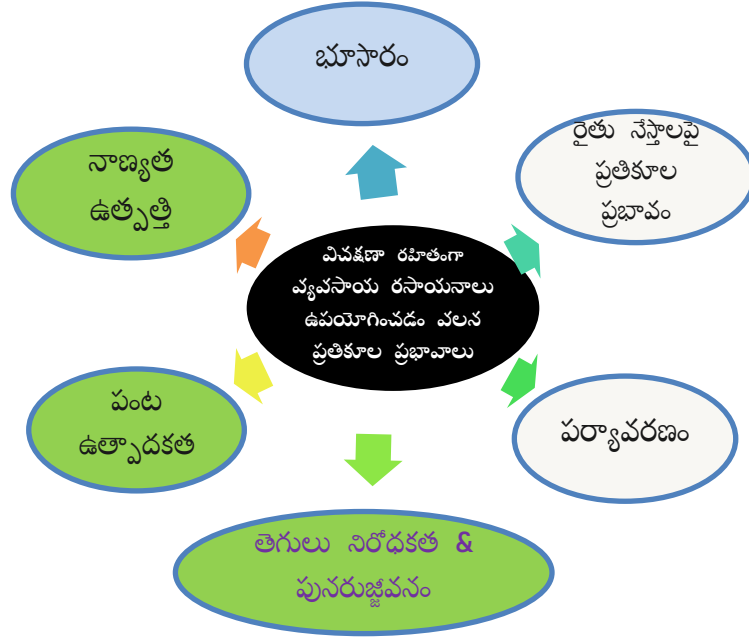 భూసారం
నాణ్యత
ఉత్పత్తి
రైతు నేస్తాలపై
ప్రతికూల
ప్రభావం
విచక్షణా రహితంగా
వ్యవసాయ రసాయనాలు
ఉపయోగించడం వలన
ప్రతికూల ప్రభావాలు
పంట
ఉత్పాదకత
పర్యావరణం
తెగులు నిరోధకత &
పునరుజ్జీవనం